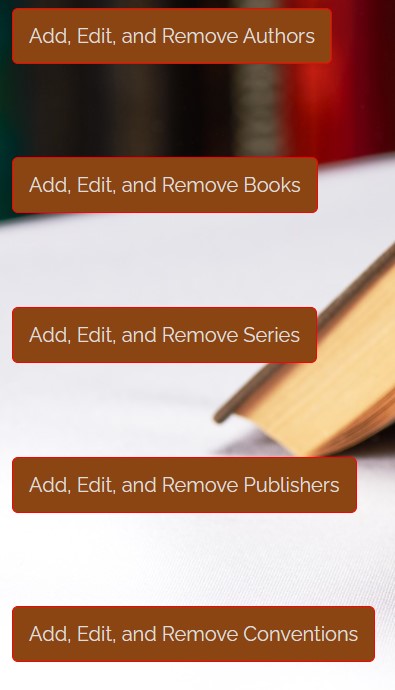 Add, Edit, and Remove Authors
Add, Edit, and Remove Books
Add, Edit, and Remove Series
Add, Edit, and Remove Publishers
Add, Edit, and Remove Conventions